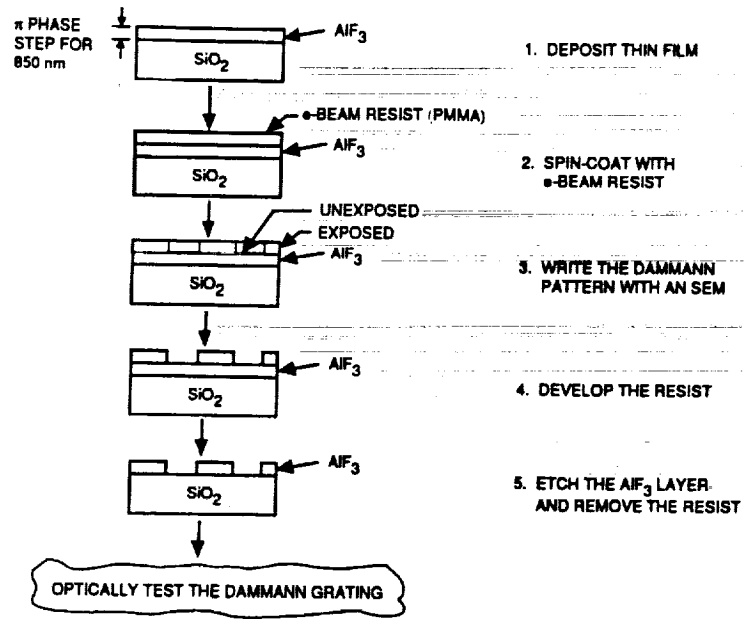 π PHASE
STEP FOR
850 nm
AlF3
SiO2
1. DEPOSIT THIN FILM
e-BEAM RESIST (PMMA)
AlF3
SiO2
2. SPIN-COAT WITH
e-BEAM RESIST
UNEXPOSED
EXPOSED
AlF3
SiO2
3. WRITE THE DAMMANN
PATTERN WITH AN SEM
AlF3
SiO2
4. DEVELOP THE RESIST
AlF3
SiO2
5. ETCH THE AlF3 LAYER
AND REMOVE THE RESIST
OPTICALLY TEST THE DAMMANN GRATING